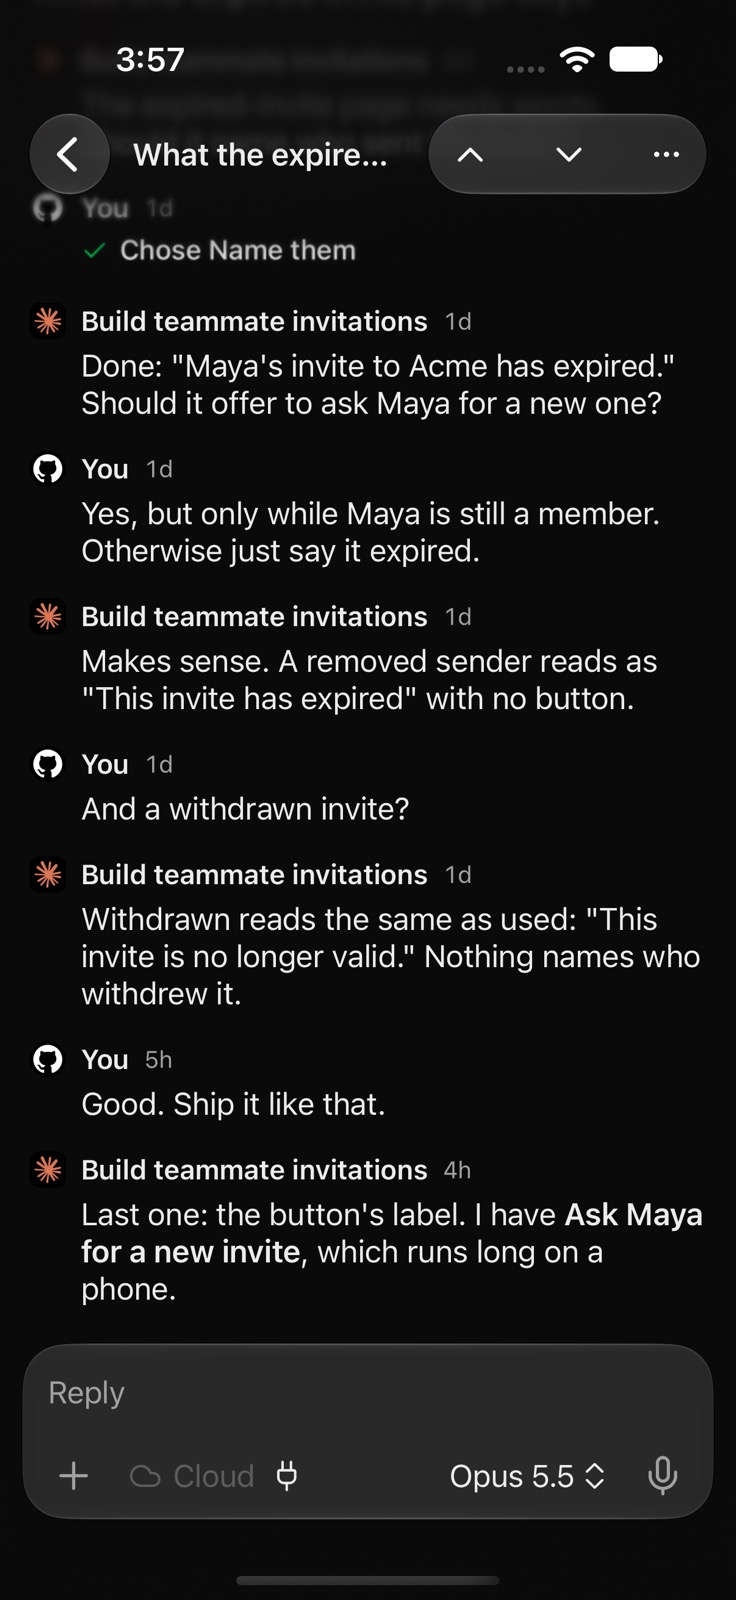 3:57
What the expire...
You 1d
Chose Name them
Build teammate invitations 1d
Done: "Maya's invite to Acme has expired."
Should it offer to ask Maya for a new one?
You 1d
Yes, but only while Maya is still a member.
Otherwise just say it expired.
Build teammate invitations 1d
Makes sense. A removed sender reads as
"This invite has expired" with no button.
You 1d
And a withdrawn invite?
Build teammate invitations 1d
Withdrawn reads the same as used: "This
invite is no longer valid." Nothing names who
withdrew it.
You 5h
Good. Ship it like that.
Build teammate invitations 4h
Last one: the button's label. I have Ask Maya
for a new invite, which runs long on a
phone.
Reply
Cloud
Opus 5.5